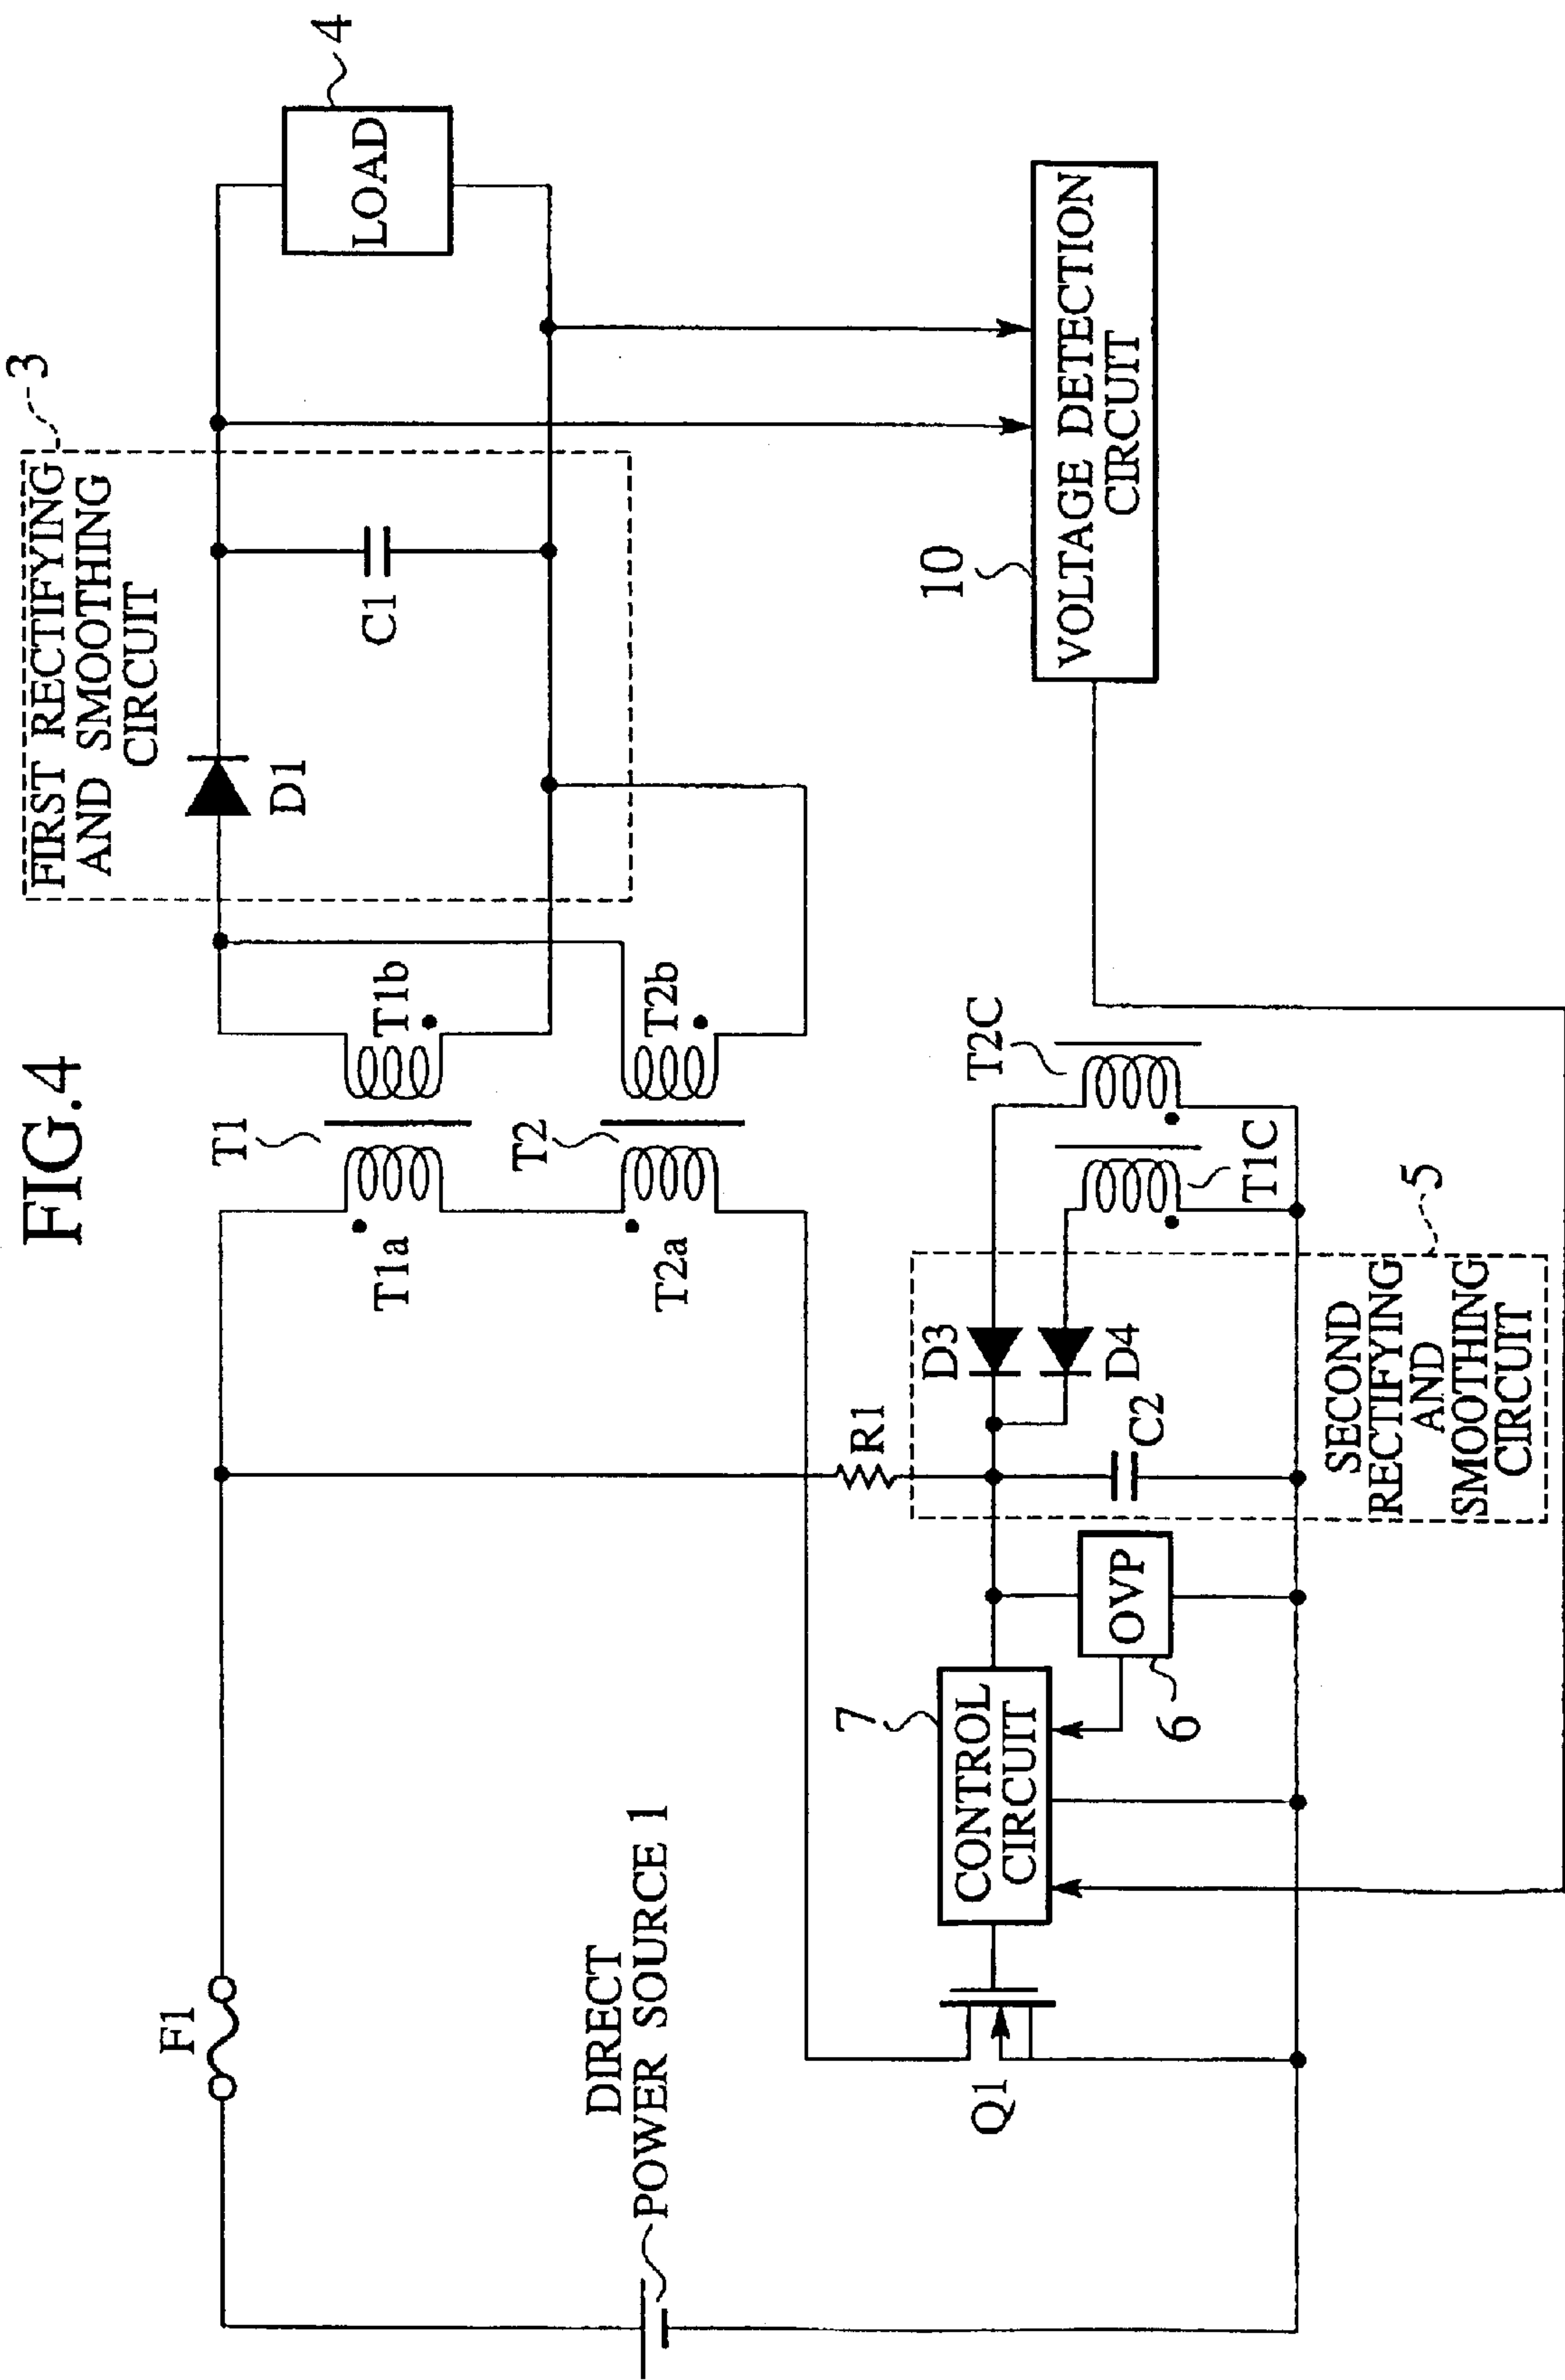 FIG.4
F1
DIRECT
POWER SOURCE 1
T1
T1a
T1b
T2
T2a
T2b
FIRST RECTIFYING
AND SMOOTHING
CIRCUIT
3
D1
C1
LOAD
4
R1
Q1
CONTROL
CIRCUIT
7
OVP
6
D3
D4
C2
SECOND
RECTIFYING
AND
SMOOTHING
CIRCUIT
5
T2C
T1C
10
VOLTAGE DETECTION
CIRCUIT